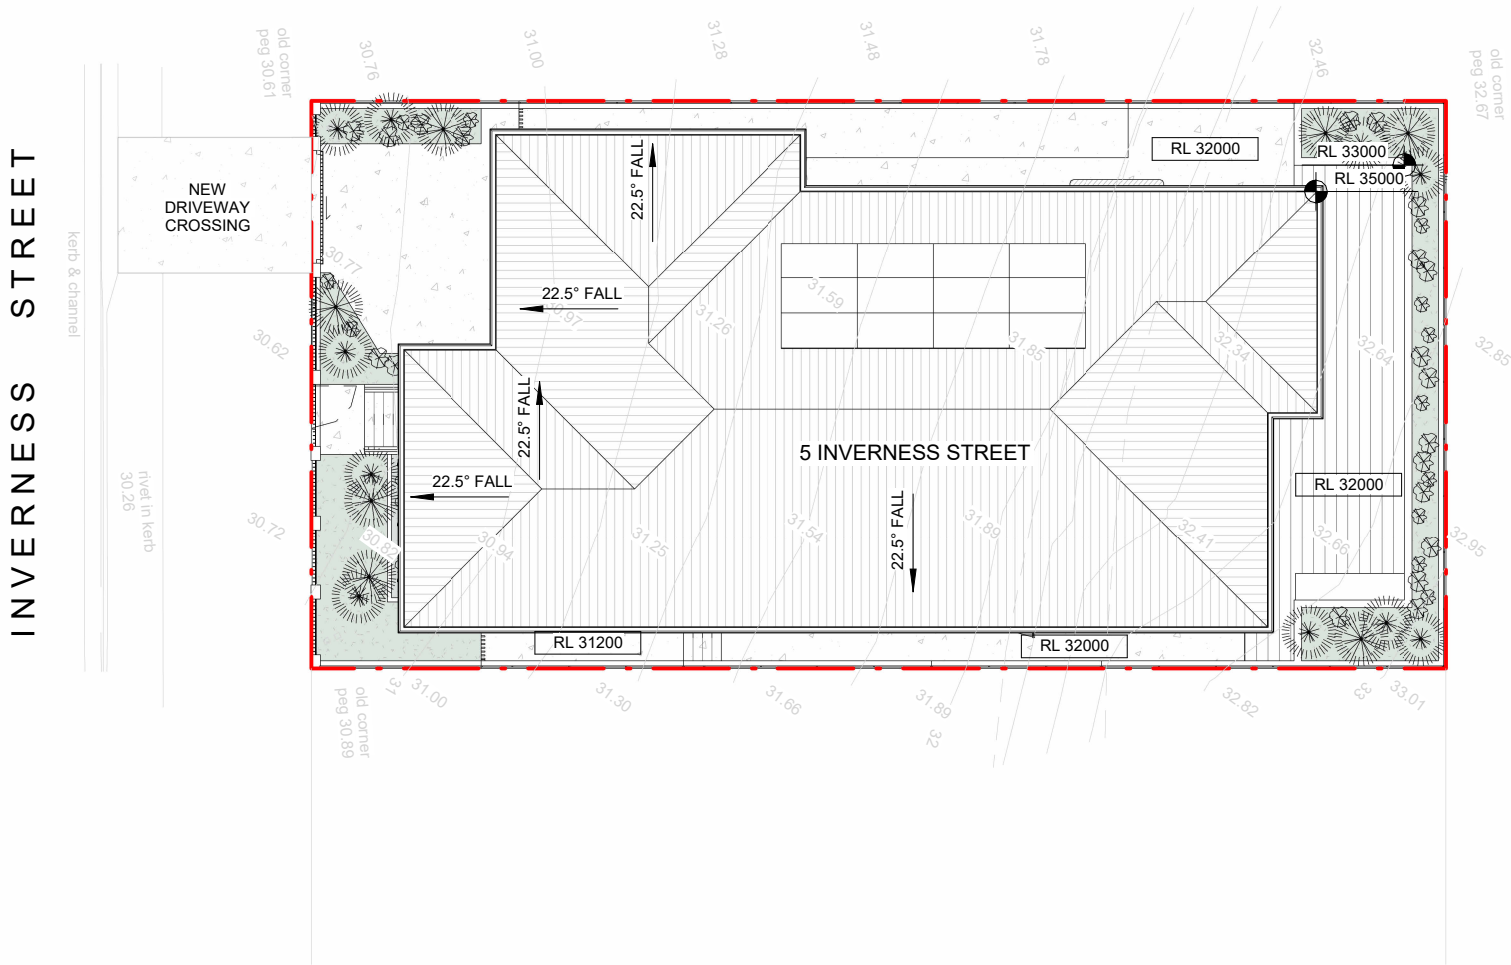 INVERNESS STREET
kerb & channel
rivet in kerb
30.26
NEW
DRIVEWAY
CROSSING
old corner
peg 30.61
30.76
31.00
31.28
31.48
31.78
32.46
old corner
peg 32.67
RL 32000
RL 33000
RL 35000
22.5° FALL
22.5° FALL
22.5° FALL
22.5° FALL
22.5° FALL
5 INVERNESS STREET
30.77
30.97
31.26
31.59
31.85
32.34
32.64
32.85
30.62
30.72
30.82
30.94
31.25
31.54
31.89
32.41
32.66
32.95
RL 32000
RL 31200
RL 32000
old corner
peg 30.89
31
31.00
31.30
31.66
31.89
32
32.82
33
33.01